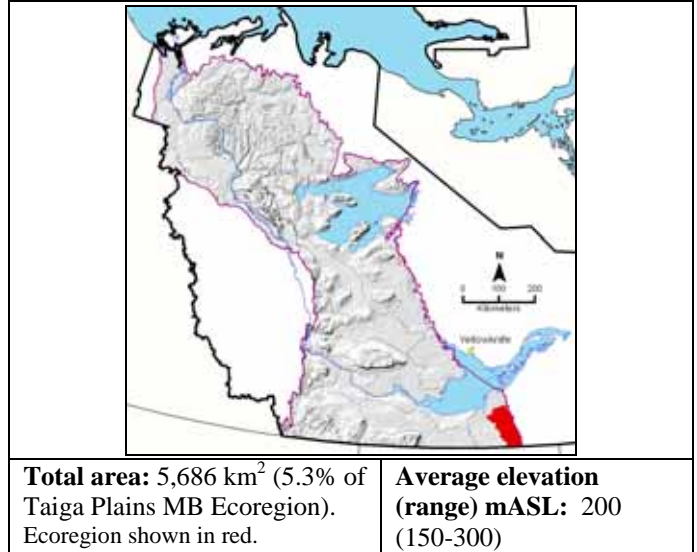 N
0 100 200
Kilometers
Yellowknife
Total area: 5,686 km² (5.3% of
Taiga Plains MB Ecoregion).
Ecoregion shown in red.
Average elevation
(range) mASL: 200
(150-300)